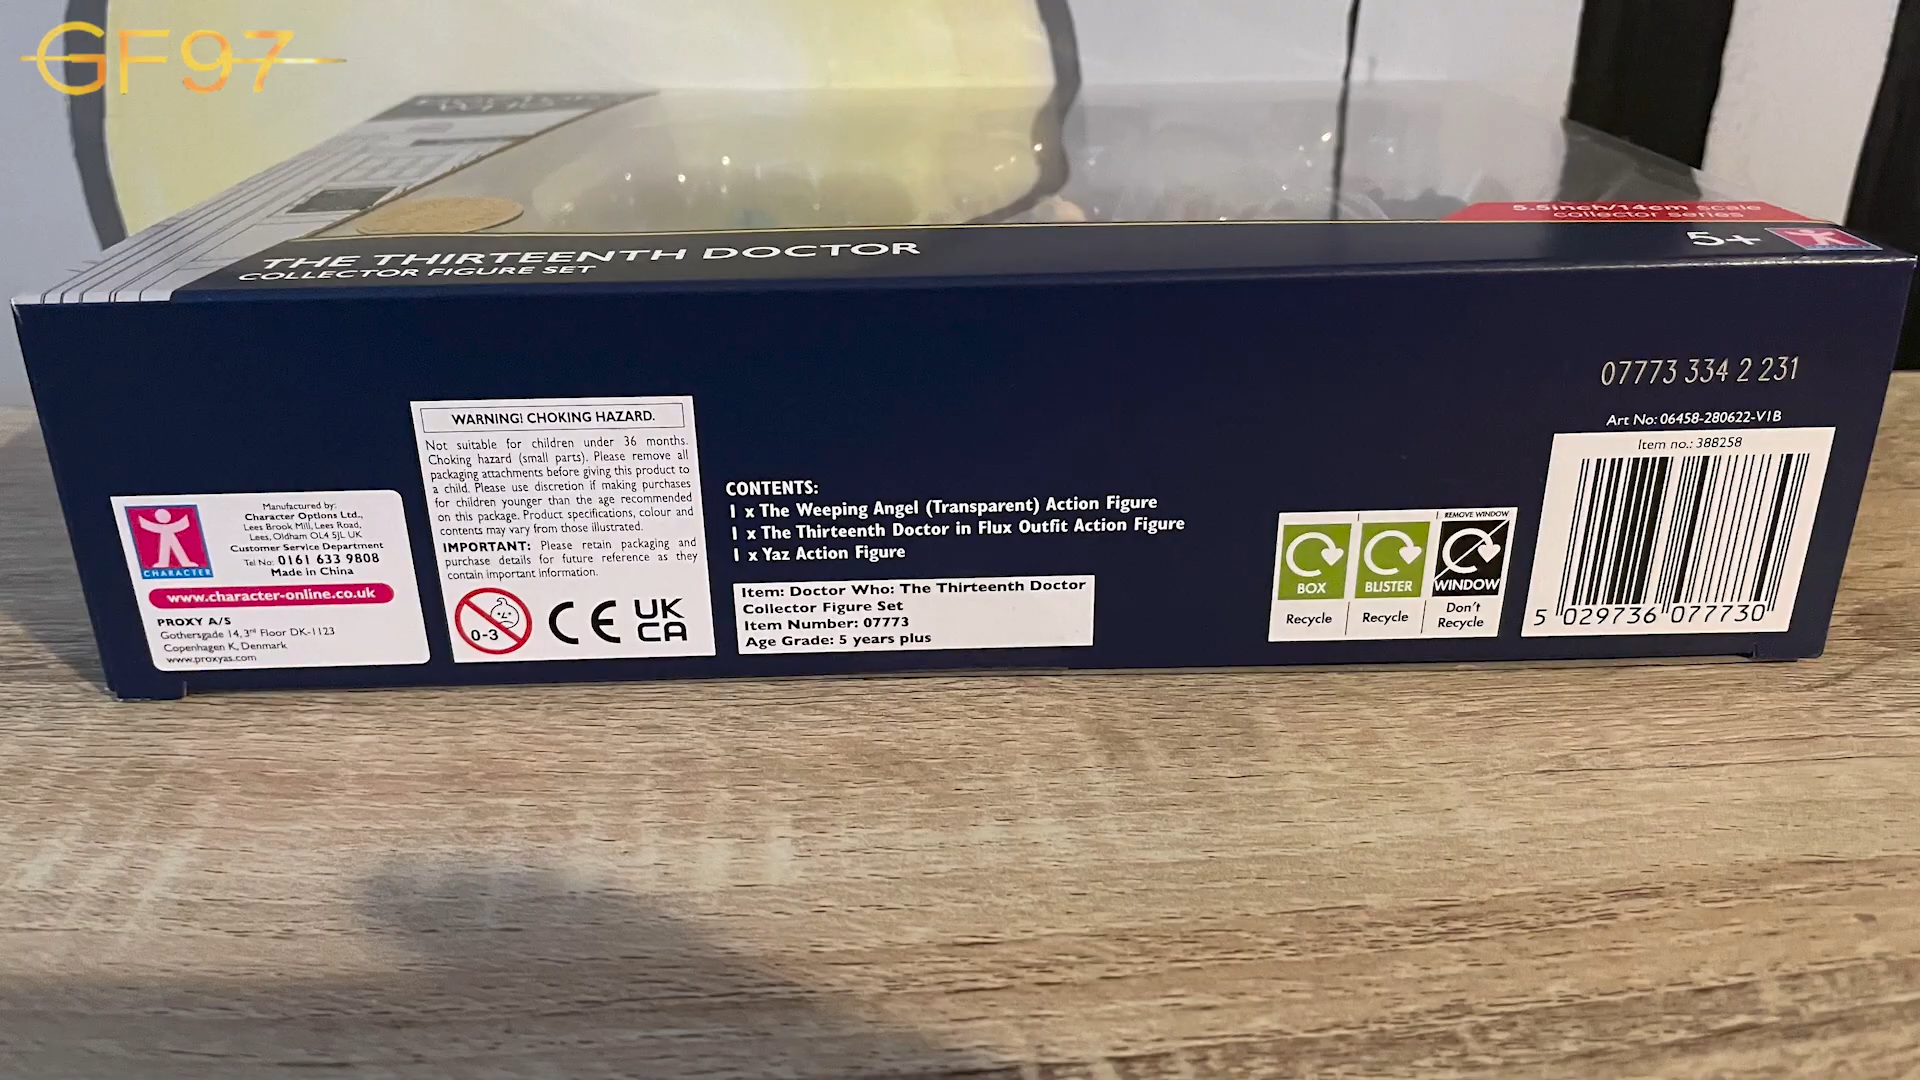 GF97
5.5inch/14cm scale
collector series
5+
THE THIRTEENTH DOCTOR
COLLECTOR FIGURE SET
07773 334 2 231
Art No: 06458-280622-V1B
Item no.: 388258
5 029736 077730
WARNING! CHOKING HAZARD.
Not suitable for children under 36 months.
Choking hazard (small parts). Please remove all
packaging attachments before giving this product to
a child. Please use discretion if making purchases
for children younger than the age recommended
on this package. Product specifications, colour and
contents may vary from those illustrated.
IMPORTANT: Please retain packaging and
purchase details for future reference as they
contain important information.
0-3
CE
UK
CA
CHARACTER
Manufactured by:
Character Options Ltd.,
Lees Brook Mill, Lees Road,
Lees, Oldham OL4 5JL UK
Customer Service Department
Tel No: 0161 633 9808
Made in China
www.character-online.co.uk
PROXY A/S
Gothersgade 14, 3rd Floor DK-1123
Copenhagen K, Denmark
www.proxyas.com
CONTENTS:
1 x The Weeping Angel (Transparent) Action Figure
1 x The Thirteenth Doctor in Flux Outfit Action Figure
1 x Yaz Action Figure
Item: Doctor Who: The Thirteenth Doctor
Collector Figure Set
Item Number: 07773
Age Grade: 5 years plus
REMOVE WINDOW
BOX
BLISTER
WINDOW
Recycle
Recycle
Don't
Recycle